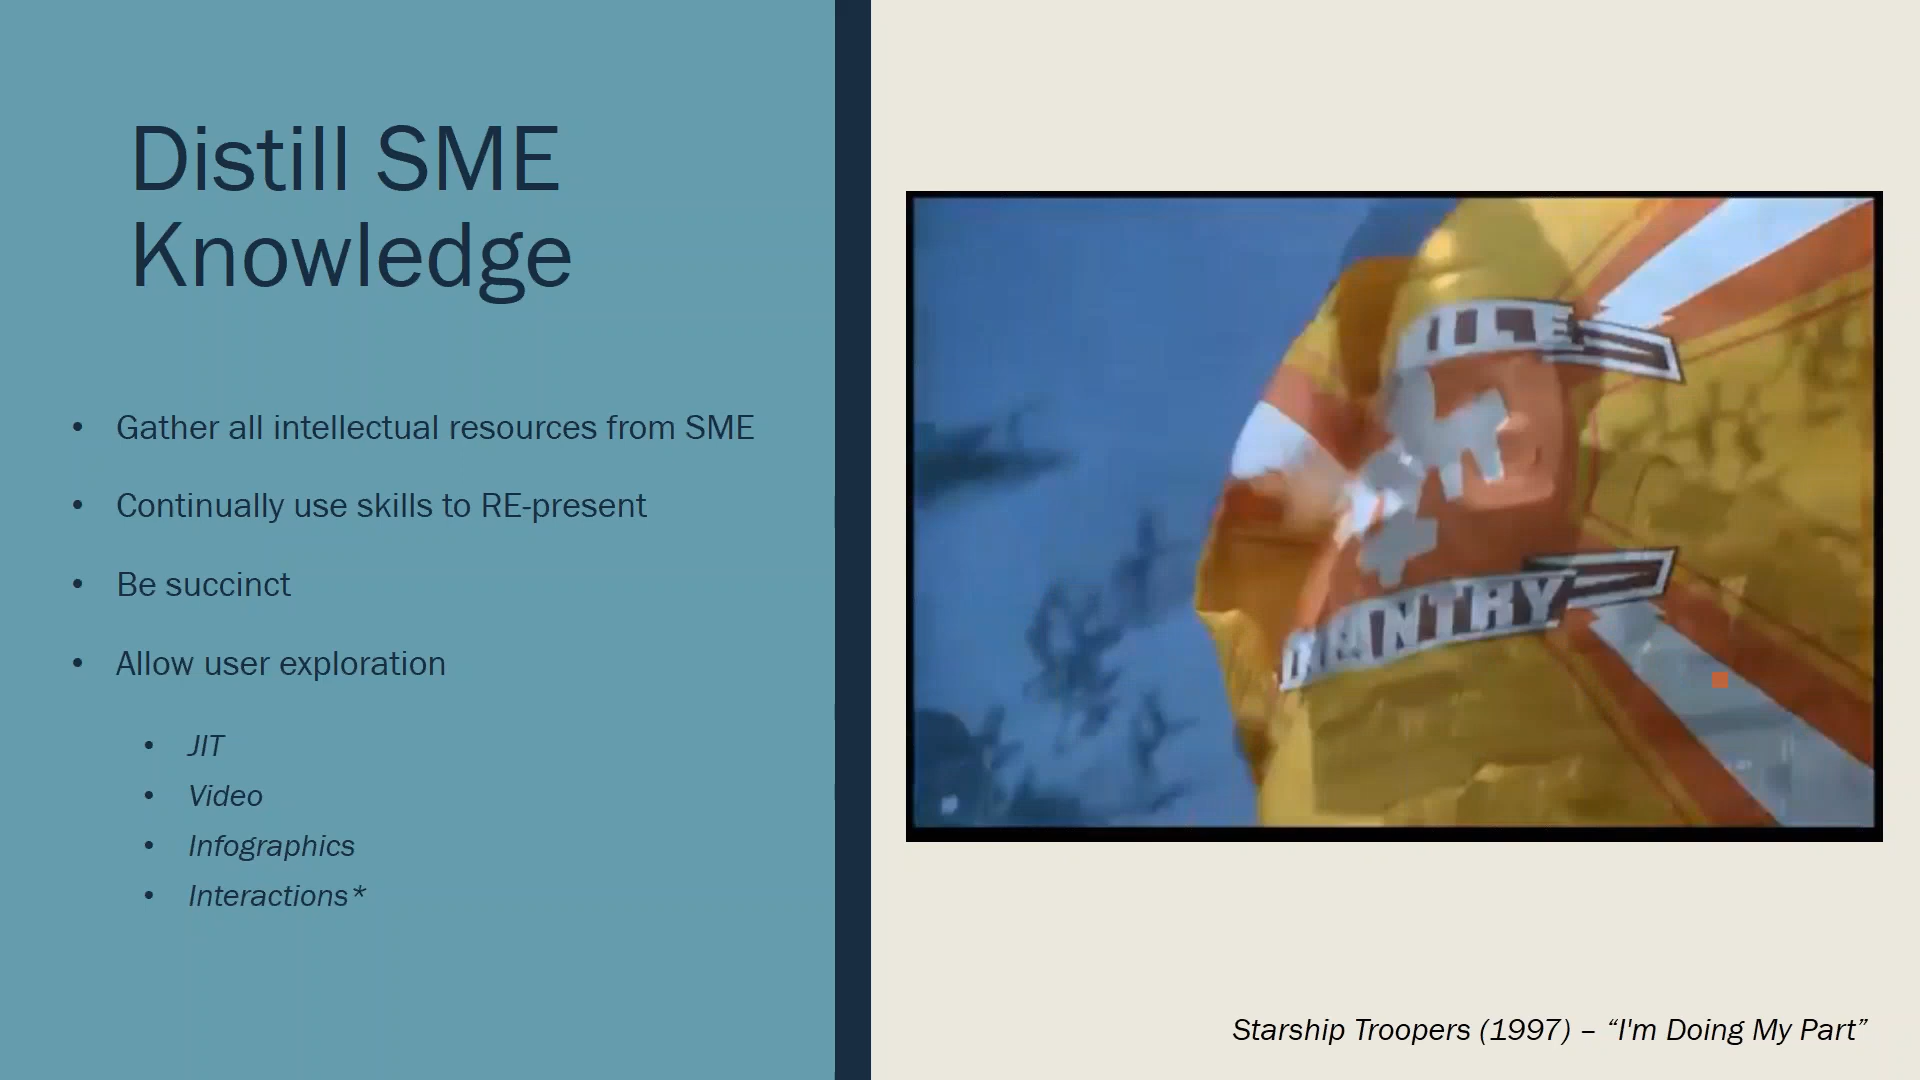 Distill SME
Knowledge
• Gather all intellectual resources from SME
• Continually use skills to RE-present
• Be succinct
• Allow user exploration
• JIT
• Video
• Infographics
• Interactions*
Starship Troopers (1997) – “I'm Doing My Part”